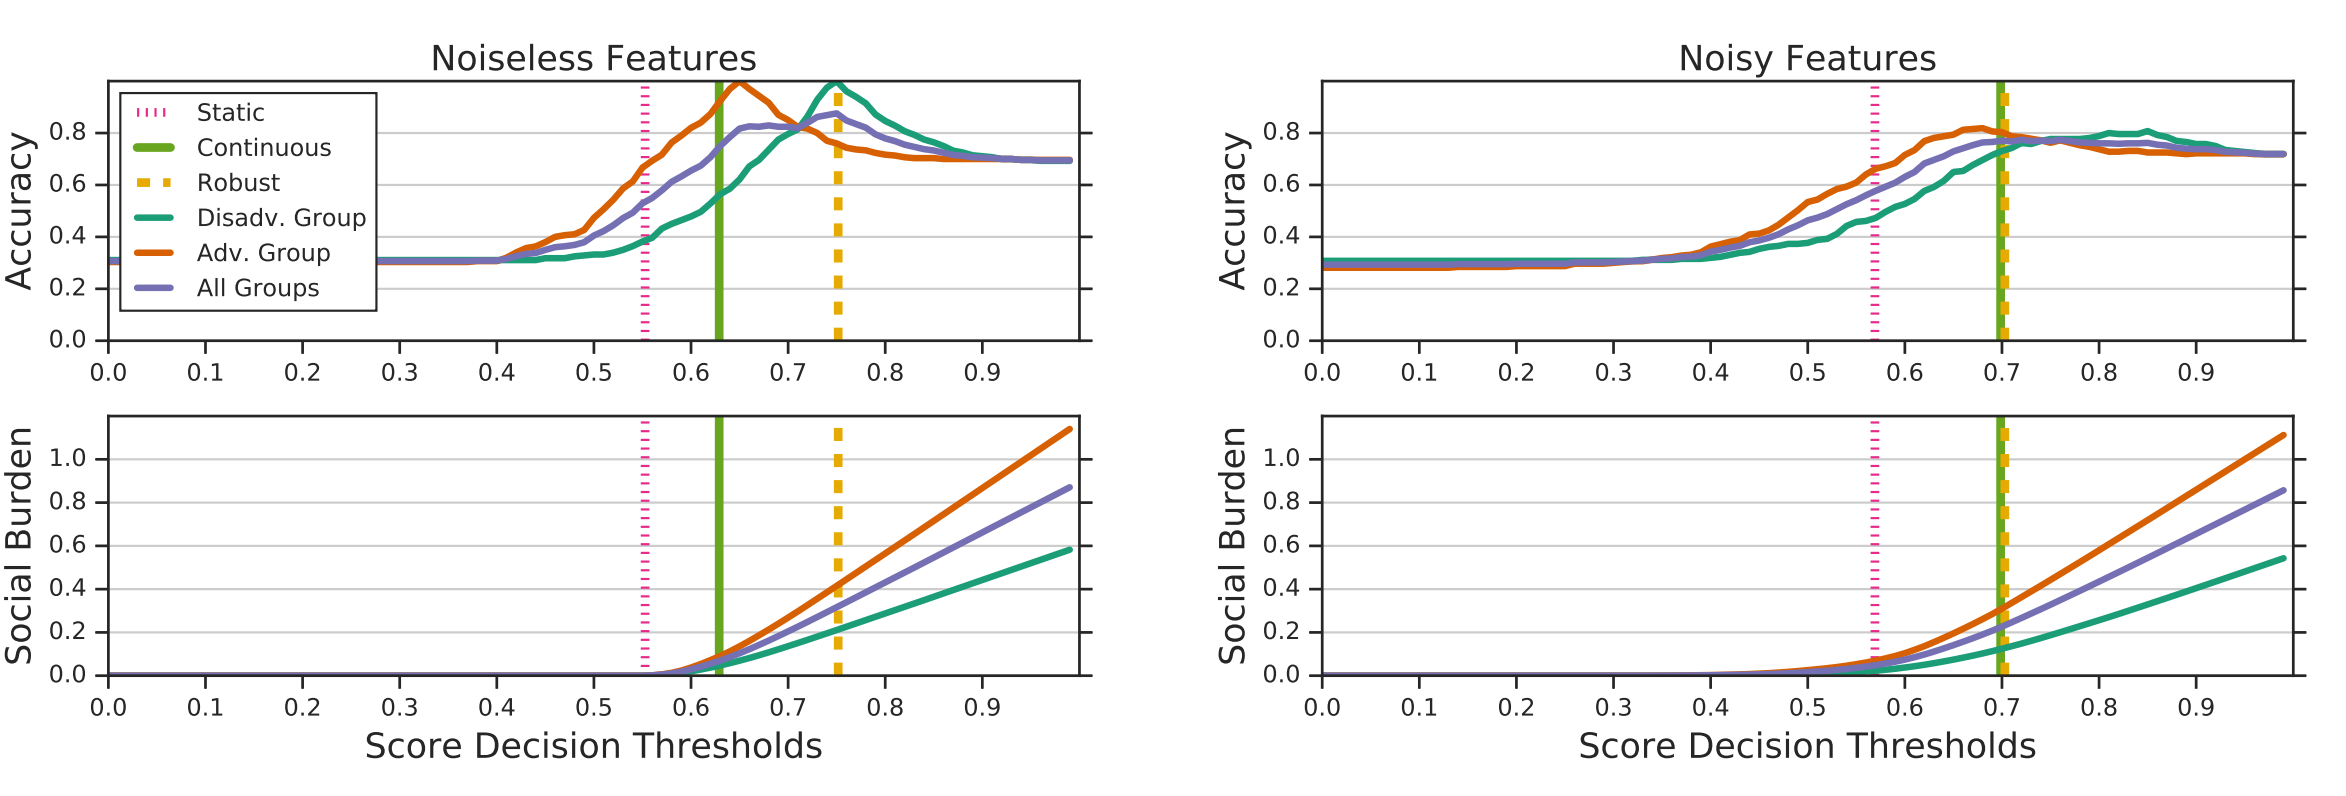 Noiseless Features
Accuracy
0.8
0.6
0.4
0.2
0.0
Static
Continuous
Robust
Disadv. Group
Adv. Group
All Groups
0.0 0.1 0.2 0.3 0.4 0.5 0.6 0.7 0.8 0.9
Noisy Features
Accuracy
0.8
0.6
0.4
0.2
0.0
0.0 0.1 0.2 0.3 0.4 0.5 0.6 0.7 0.8 0.9
Social Burden
1.0
0.8
0.6
0.4
0.2
0.0
0.0 0.1 0.2 0.3 0.4 0.5 0.6 0.7 0.8 0.9
Score Decision Thresholds
Social Burden
1.0
0.8
0.6
0.4
0.2
0.0
0.0 0.1 0.2 0.3 0.4 0.5 0.6 0.7 0.8 0.9
Score Decision Thresholds